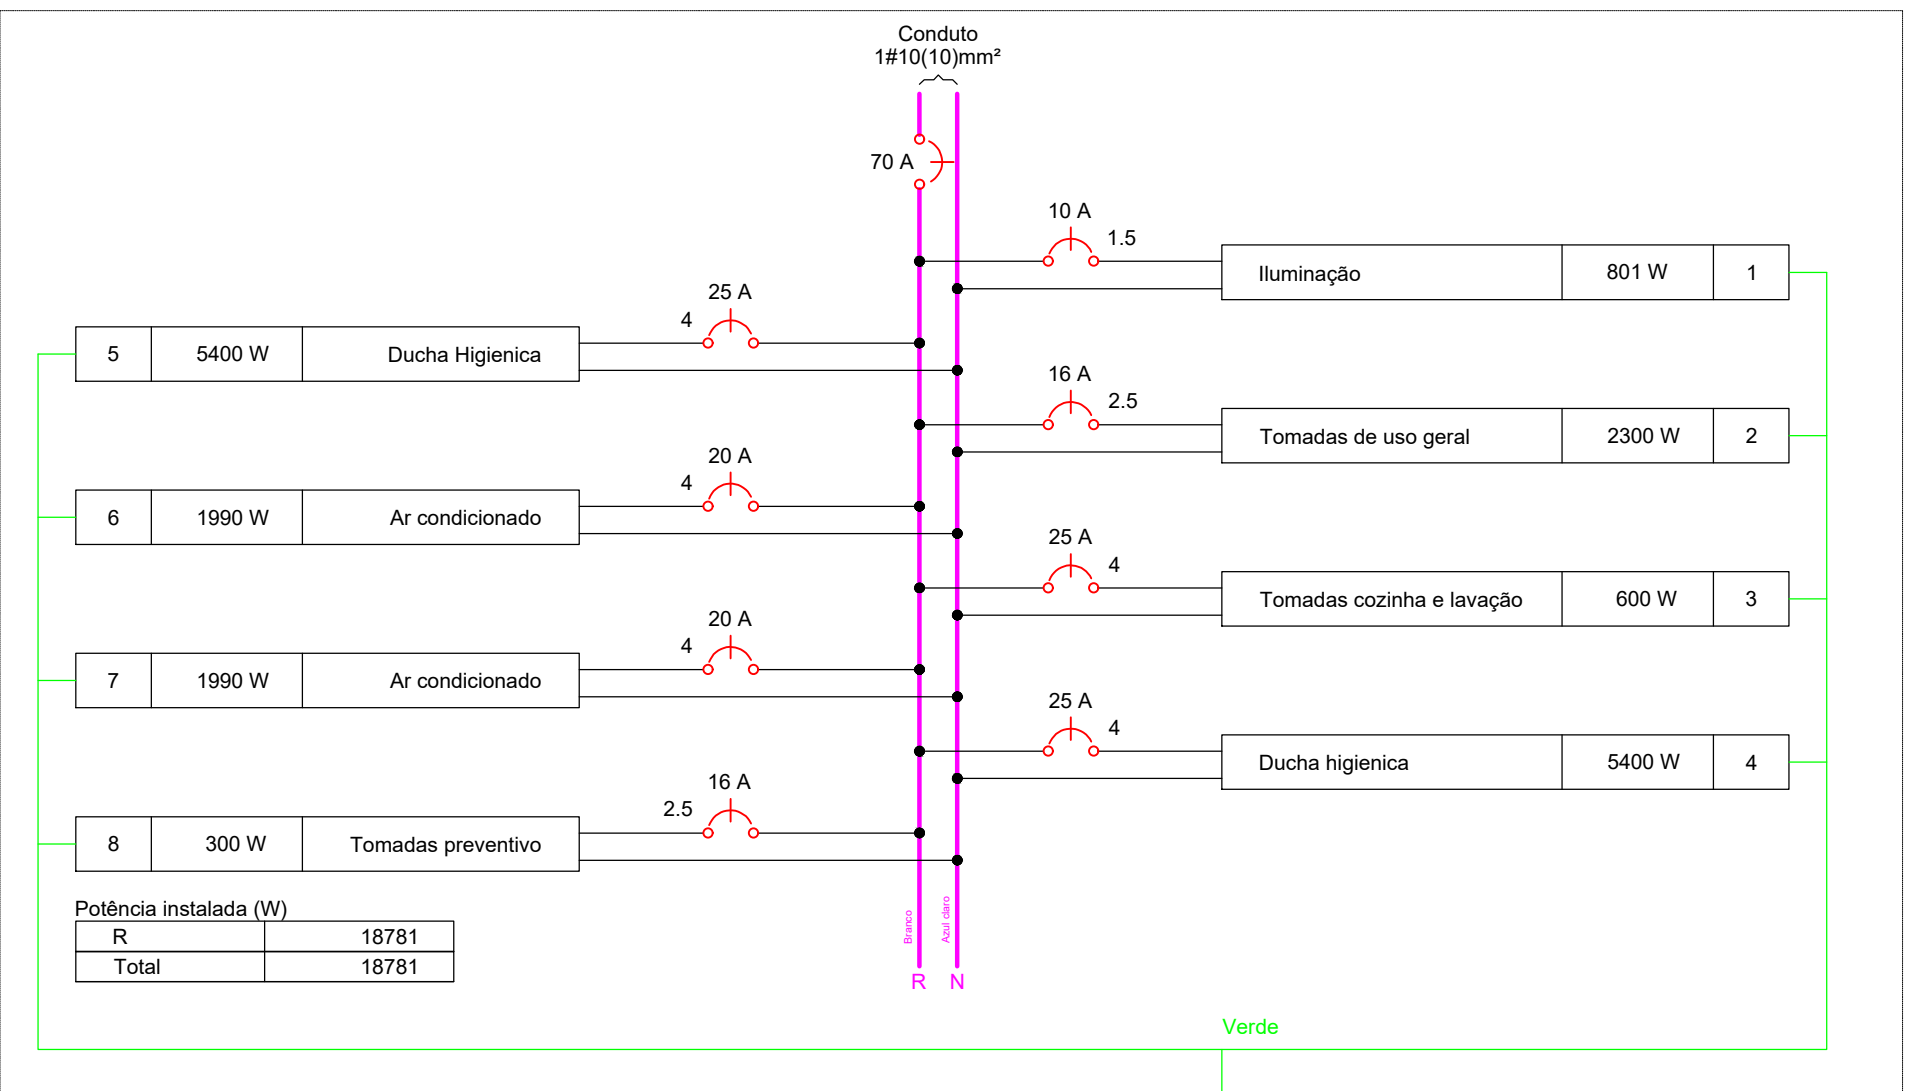 Conduto
1#10(10)mm²
70 A
10 A
1.5
Iluminação 801 W 1
25 A
4
5 5400 W Ducha Higienica
16 A
2.5
Tomadas de uso geral 2300 W 2
20 A
4
6 1990 W Ar condicionado
25 A
4
Tomadas cozinha e lavação 600 W 3
20 A
4
7 1990 W Ar condicionado
25 A
4
Ducha higienica 5400 W 4
16 A
2.5
8 300 W Tomadas preventivo
Potência instalada (W)
R 18781
Total 18781
Branco
Azul claro
R N
Verde